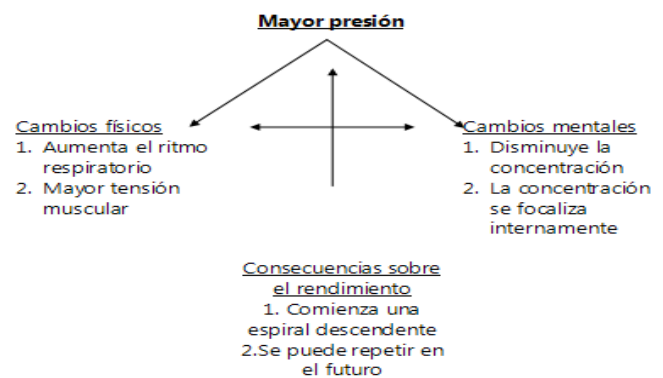 Mayor presión
Cambios físicos
1. Aumenta el ritmo
respiratorio
2. Mayor tensión
muscular
Cambios mentales
1. Disminuye la
concentración
2. La concentración
se focaliza
internamente
Consecuencias sobre
el rendimiento
1. Comienza una
espiral descendente
2.Se puede repetir en
el futuro